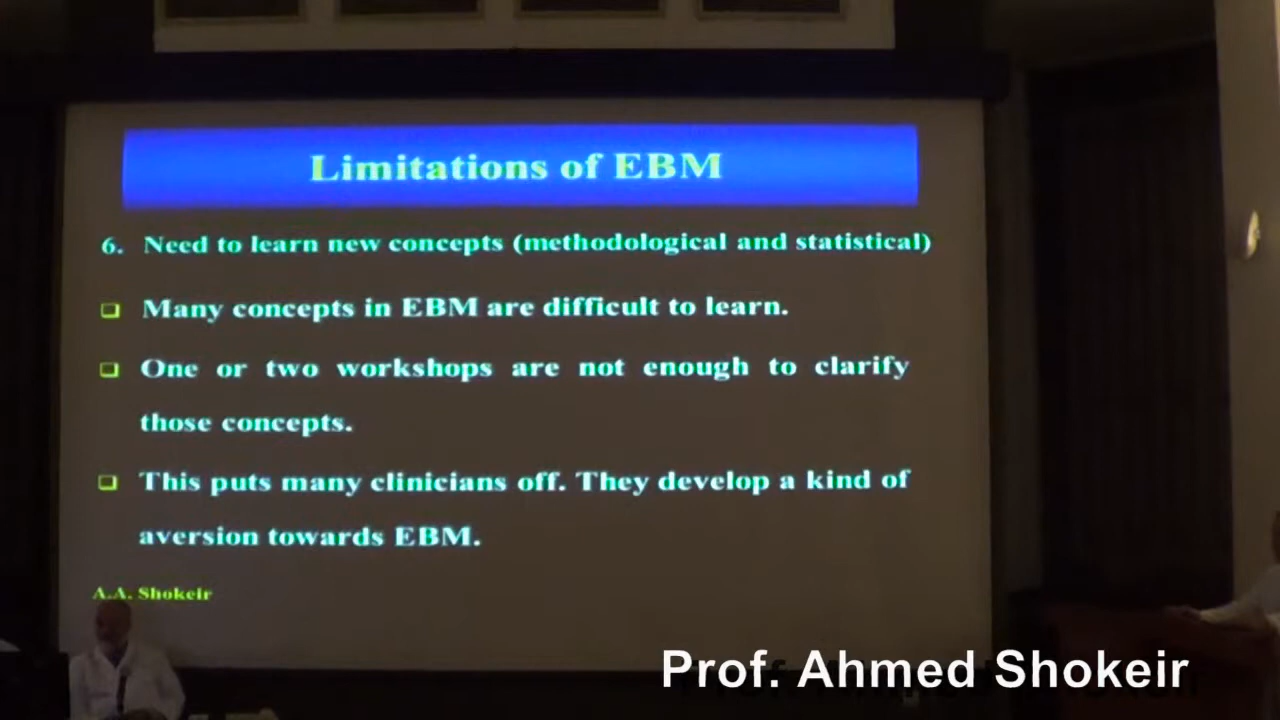 Limitations of EBM
6. Need to learn new concepts (methodological and statistical)
Many concepts in EBM are difficult to learn.
One or two workshops are not enough to clarify
those concepts.
This puts many clinicians off. They develop a kind of
aversion towards EBM.
A.A. Shokeir
Prof. Ahmed Shokeir